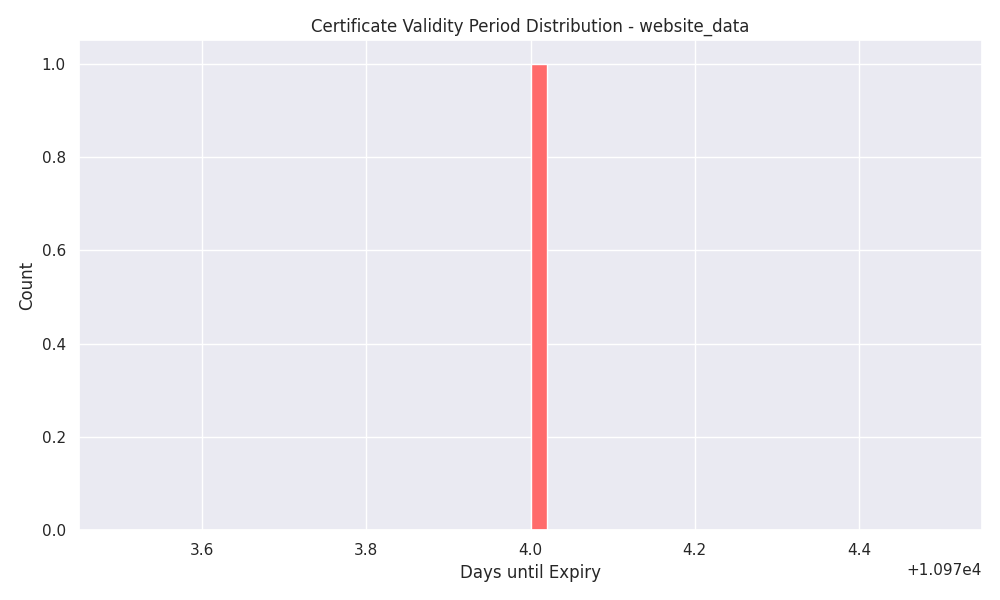 Certificate Validity Period Distribution - website_data
1.0
0.8
0.6
0.4
0.2
0.0
Count
3.6 3.8 4.0 4.2 4.4
Days until Expiry
+1.097e4